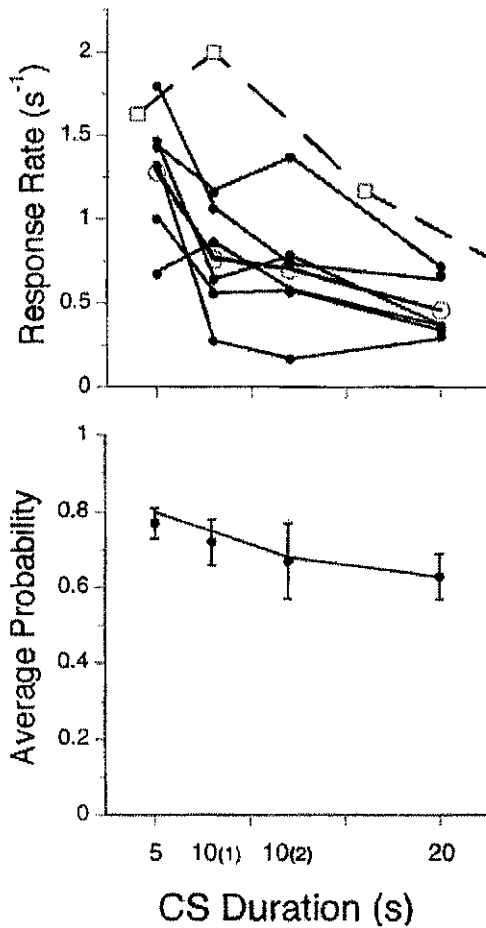 Response Rate (s⁻¹)
2
1.5
1
0.5
0
Average Probability
1
0.8
0.6
0.4
0.2
0
5 10(1) 10(2) 20
CS Duration (s)